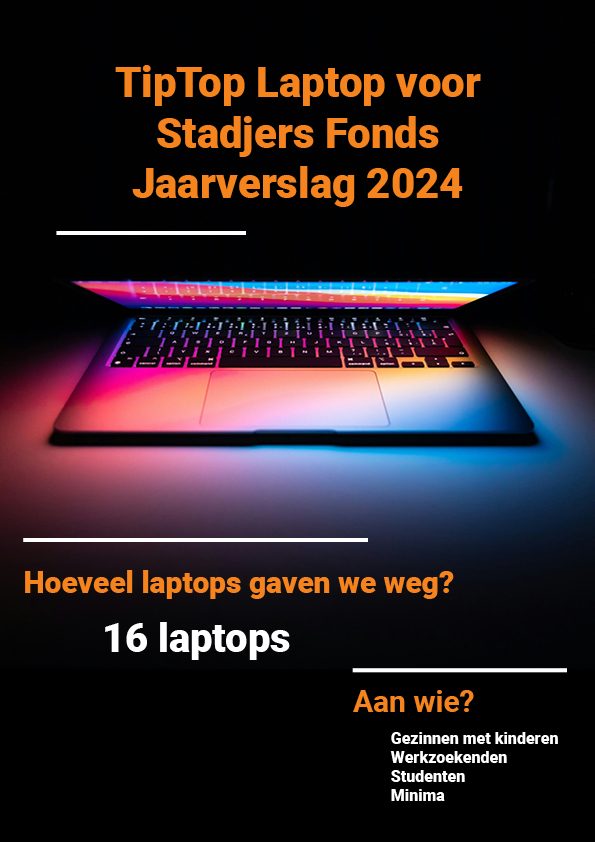 TipTop Laptop voor
Stadjers Fonds
Jaarverslag 2024
Hoeveel laptops gaven we weg?
16 laptops
Aan wie?
Gezinnen met kinderen
Werkzoekenden
Studenten
Minima